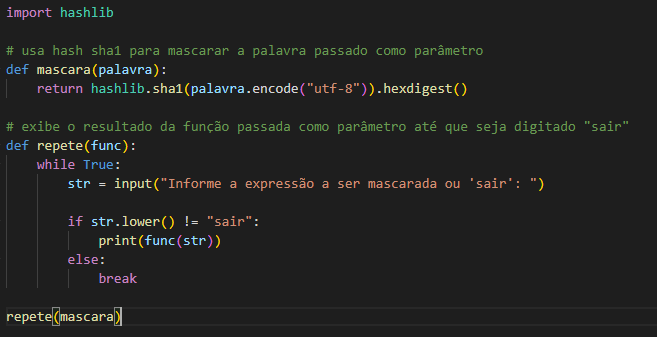 import hashlib
# usa hash sha1 para mascarar a palavra passado como parâmetro
def mascara(palavra):
    return hashlib.sha1(palavra.encode("utf-8")).hexdigest()
# exibe o resultado da função passada como parâmetro até que seja digitado "sair"
def repete(func):
    while True:
        str = input("Informe a expressão a ser mascarada ou 'sair': ")
        if str.lower() != "sair":
            print(func(str))
        else:
            break
repete(mascara)